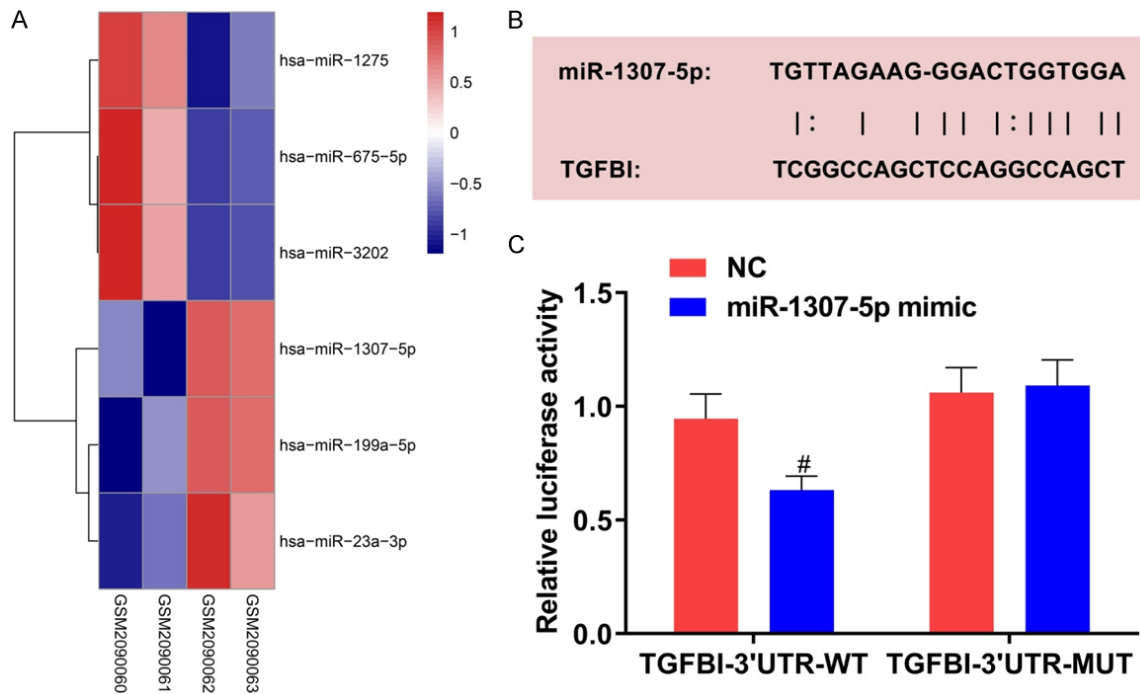 A
hsa-miR-1275
hsa-miR-675-5p
hsa-miR-3202
hsa-miR-1307-5p
hsa-miR-199a-5p
hsa-miR-23a-3p
GSM2090060
GSM2090061
GSM2090062
GSM2090063
1
0.5
0
−0.5
−1
B
miR-1307-5p: TGTTAGAAG-GGACTGGTGGA
|: | | || |:||| ||
TGFBI: TCGGCCAGCTCCAGGCCAGCT
C
NC
miR-1307-5p mimic
Relative luciferase activity
1.5
1.0
0.5
0.0
#
TGFBI-3'UTR-WT TGFBI-3'UTR-MUT